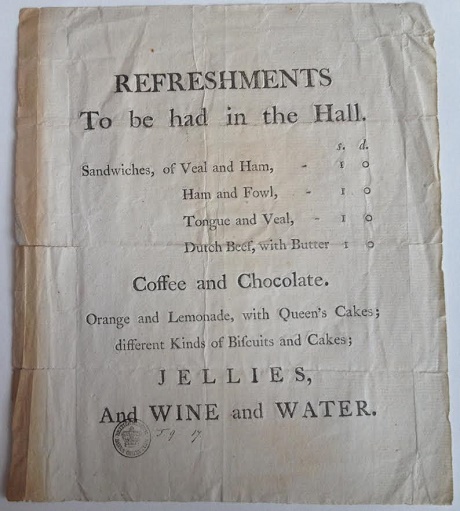 REFRESHMENTS
To be had in the Hall.
s. d.
Sandwiches, of Veal and Ham, - 1 0
Ham and Fowl, - 1 0
Tongue and Veal, - 1 0
Dutch Beef, with Butter 1 0
Coffee and Chocolate.
Orange and Lemonade, with Queen's Cakes;
different Kinds of Biſcuits and Cakes;
JELLIES,
And WINE and WATER.